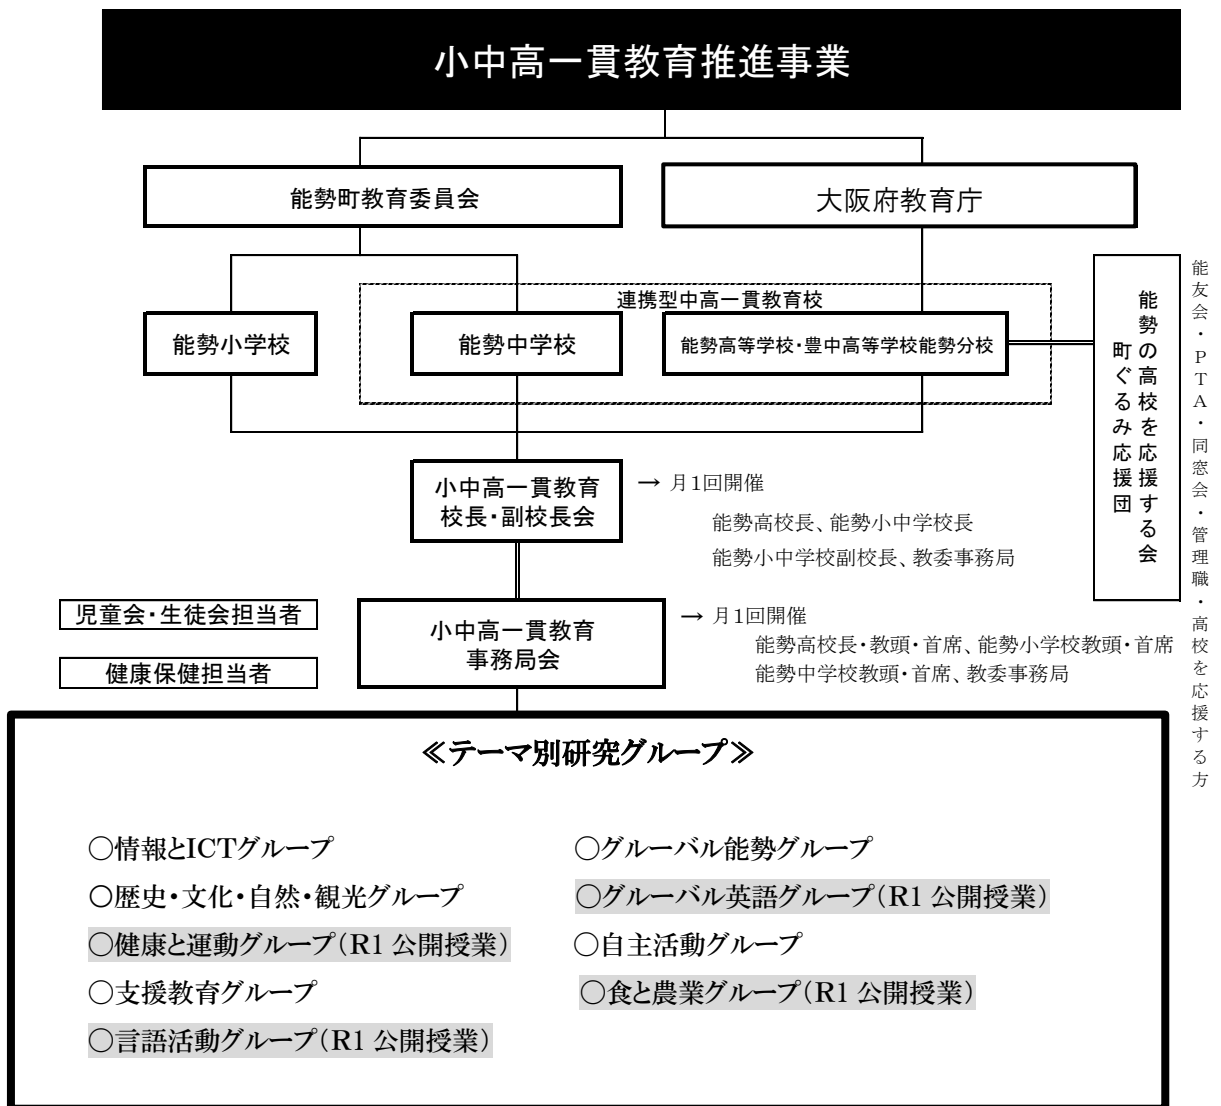 小中高一貫教育推進事業
能勢町教育委員会
大阪府教育庁
連携型中高一貫教育校
能勢小学校
能勢中学校
能勢高等学校・豊中高等学校能勢分校
能勢の高校を応援する会
町ぐるみ応援団
能友会・PTA・同窓会・管理職・高校を応援する方
小中高一貫教育
校長・副校長会
→ 月1回開催
能勢高校長、能勢小中学校長
能勢小中学校副校長、教委事務局
児童会・生徒会担当者
健康保健担当者
小中高一貫教育
事務局会
→ 月1回開催
能勢高校長・教頭・首席、能勢小学校教頭・首席
能勢中学校教頭・首席、教委事務局
≪テーマ別研究グループ≫
○情報とICTグループ
○歴史・文化・自然・観光グループ
○健康と運動グループ(R1 公開授業)
○支援教育グループ
○言語活動グループ(R1 公開授業)
○グルーバル能勢グループ
○グルーバル英語グループ(R1 公開授業)
○自主活動グループ
○食と農業グループ(R1 公開授業)